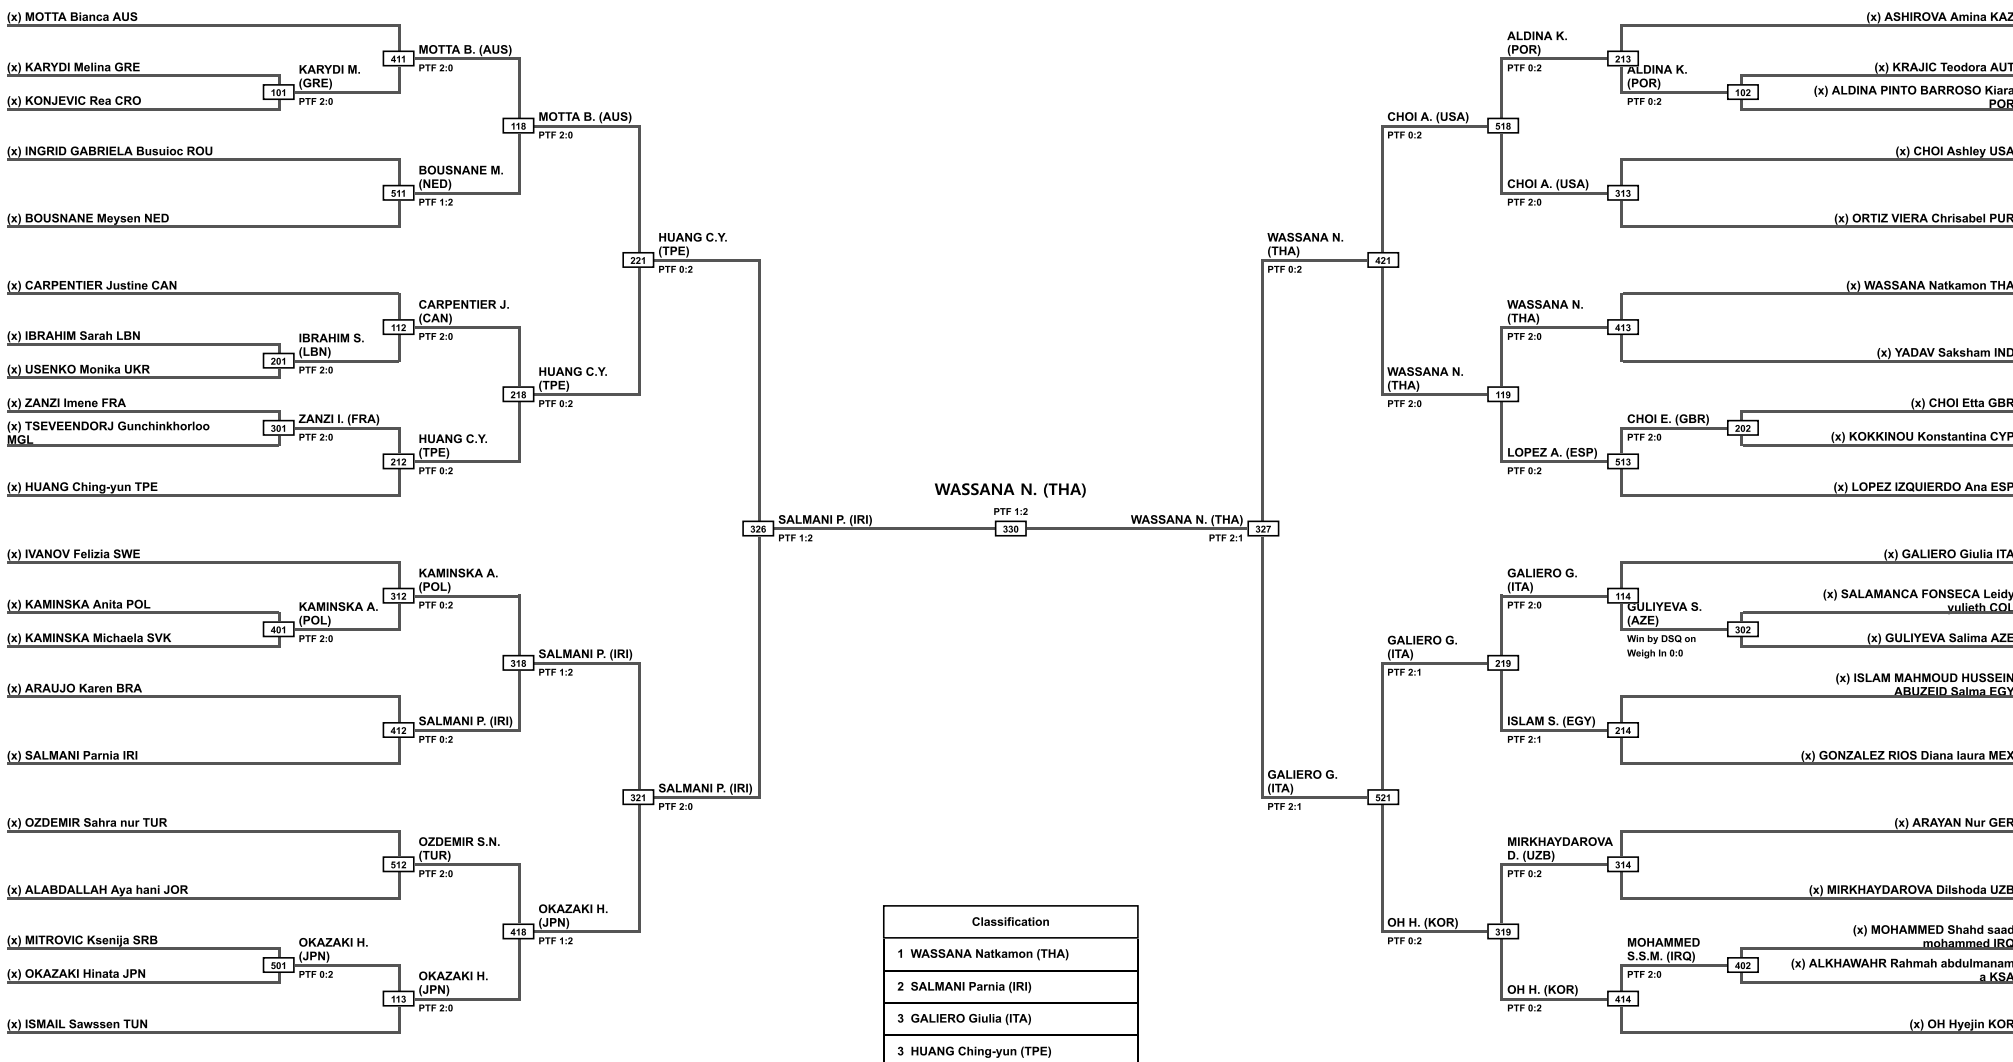 (x) MOTTA Bianca AUS
(x) KARYDI Melina GRE
(x) KONJEVIC Rea CRO
(x) INGRID GABRIELA Busuioc ROU
(x) BOUSNANE Meysen NED
(x) CARPENTIER Justine CAN
(x) IBRAHIM Sarah LBN
(x) USENKO Monika UKR
(x) ZANZI Imene FRA
(x) TSEVEENDORJ Gunchinkhorloo
MGL
(x) HUANG Ching-yun TPE
(x) IVANOV Felizia SWE
(x) KAMINSKA Anita POL
(x) KAMINSKA Michaela SVK
(x) ARAUJO Karen BRA
(x) SALMANI Parnia IRI
(x) OZDEMIR Sahra nur TUR
(x) ALABDALLAH Aya hani JOR
(x) MITROVIC Ksenija SRB
(x) OKAZAKI Hinata JPN
(x) ISMAIL Sawssen TUN
101
KARYDI M.
(GRE)
PTF 2:0
201
IBRAHIM S.
(LBN)
PTF 2:0
301
ZANZI I. (FRA)
PTF 2:0
401
KAMINSKA A.
(POL)
PTF 2:0
501
OKAZAKI H.
(JPN)
PTF 0:2
411
MOTTA B. (AUS)
PTF 2:0
511
BOUSNANE M.
(NED)
PTF 1:2
112
CARPENTIER J.
(CAN)
PTF 2:0
212
HUANG C.Y.
(TPE)
PTF 0:2
312
KAMINSKA A.
(POL)
PTF 0:2
412
SALMANI P. (IRI)
PTF 0:2
512
OZDEMIR S.N.
(TUR)
PTF 2:0
113
OKAZAKI H.
(JPN)
PTF 2:0
118
MOTTA B. (AUS)
PTF 2:0
218
HUANG C.Y.
(TPE)
PTF 0:2
318
SALMANI P. (IRI)
PTF 1:2
418
OKAZAKI H.
(JPN)
PTF 1:2
221
HUANG C.Y.
(TPE)
PTF 0:2
321
SALMANI P. (IRI)
PTF 2:0
326
SALMANI P. (IRI)
PTF 1:2
WASSANA N. (THA)
PTF 1:2
330
WASSANA N. (THA)
PTF 2:1
327
WASSANA N.
(THA)
PTF 0:2
421
GALIERO G.
(ITA)
PTF 2:1
521
CHOI A. (USA)
PTF 0:2
518
WASSANA N.
(THA)
PTF 2:0
119
GALIERO G.
(ITA)
PTF 2:1
219
OH H. (KOR)
PTF 0:2
319
ALDINA K.
(POR)
PTF 0:2
213
CHOI A. (USA)
PTF 2:0
313
WASSANA N.
(THA)
PTF 2:0
413
LOPEZ A. (ESP)
PTF 0:2
513
GALIERO G.
(ITA)
PTF 2:0
114
ISLAM S. (EGY)
PTF 2:1
214
MIRKHAYDAROVA
D. (UZB)
PTF 0:2
314
OH H. (KOR)
PTF 0:2
414
ALDINA K.
(POR)
PTF 0:2
102
CHOI E. (GBR)
PTF 2:0
202
GULIYEVA S.
(AZE)
Win by DSQ on
Weigh In 0:0
302
MOHAMMED
S.S.M. (IRQ)
PTF 2:0
402
(x) ASHIROVA Amina KAZ
(x) KRAJIC Teodora AUT
(x) ALDINA PINTO BARROSO Kiara
POR
(x) CHOI Ashley USA
(x) ORTIZ VIERA Chrisabel PUR
(x) WASSANA Natkamon THA
(x) YADAV Saksham IND
(x) CHOI Etta GBR
(x) KOKKINOU Konstantina CYP
(x) LOPEZ IZQUIERDO Ana ESP
(x) GALIERO Giulia ITA
(x) SALAMANCA FONSECA Leidy
yulieth COL
(x) GULIYEVA Salima AZE
(x) ISLAM MAHMOUD HUSSEIN
ABUZEID Salma EGY
(x) GONZALEZ RIOS Diana laura MEX
(x) ARAYAN Nur GER
(x) MIRKHAYDAROVA Dilshoda UZB
(x) MOHAMMED Shahd saad
mohammed IRQ
(x) ALKHAWAHR Rahmah abdulmanam
a KSA
(x) OH Hyejin KOR
Classification
1 WASSANA Natkamon (THA)
2 SALMANI Parnia (IRI)
3 GALIERO Giulia (ITA)
3 HUANG Ching-yun (TPE)